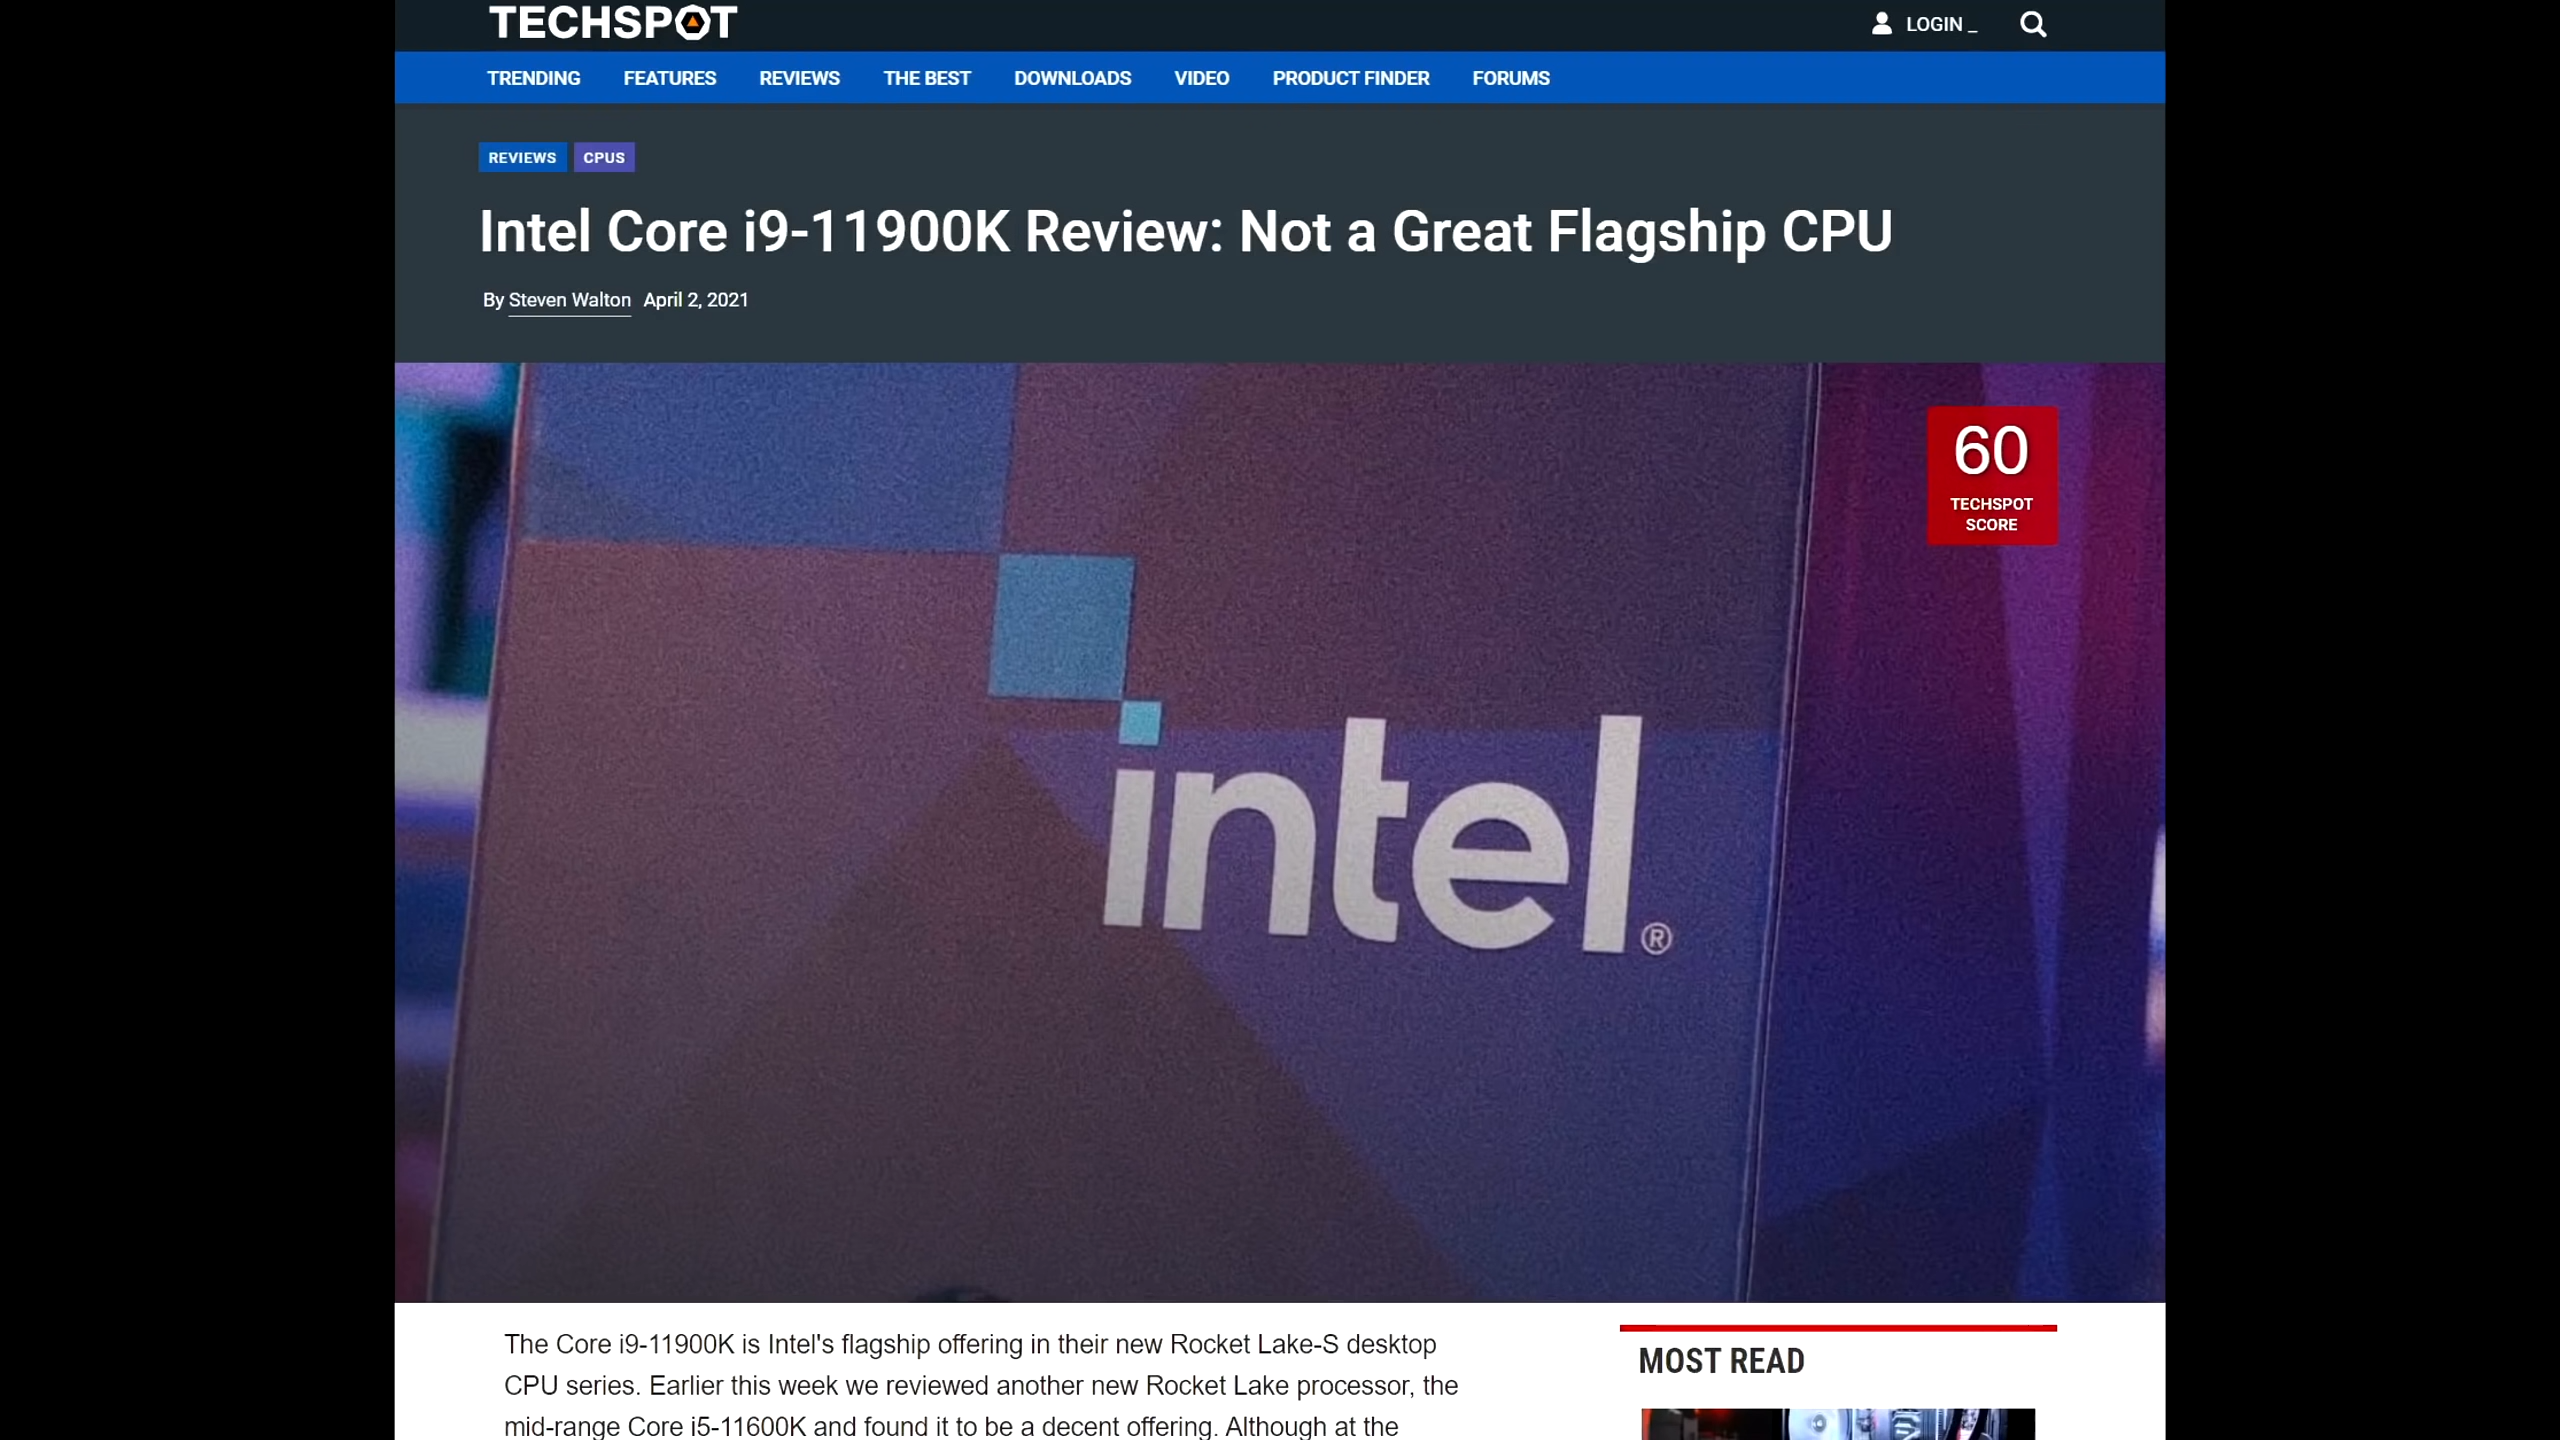 TECHSPOT
LOGIN _
TRENDING FEATURES REVIEWS THE BEST DOWNLOADS VIDEO PRODUCT FINDER FORUMS
REVIEWS CPUS
Intel Core i9-11900K Review: Not a Great Flagship CPU
By Steven Walton April 2, 2021
60
TECHSPOT
SCORE
intel®
The Core i9-11900K is Intel's flagship offering in their new Rocket Lake-S desktop
CPU series. Earlier this week we reviewed another new Rocket Lake processor, the
mid-range Core i5-11600K and found it to be a decent offering. Although at the
MOST READ